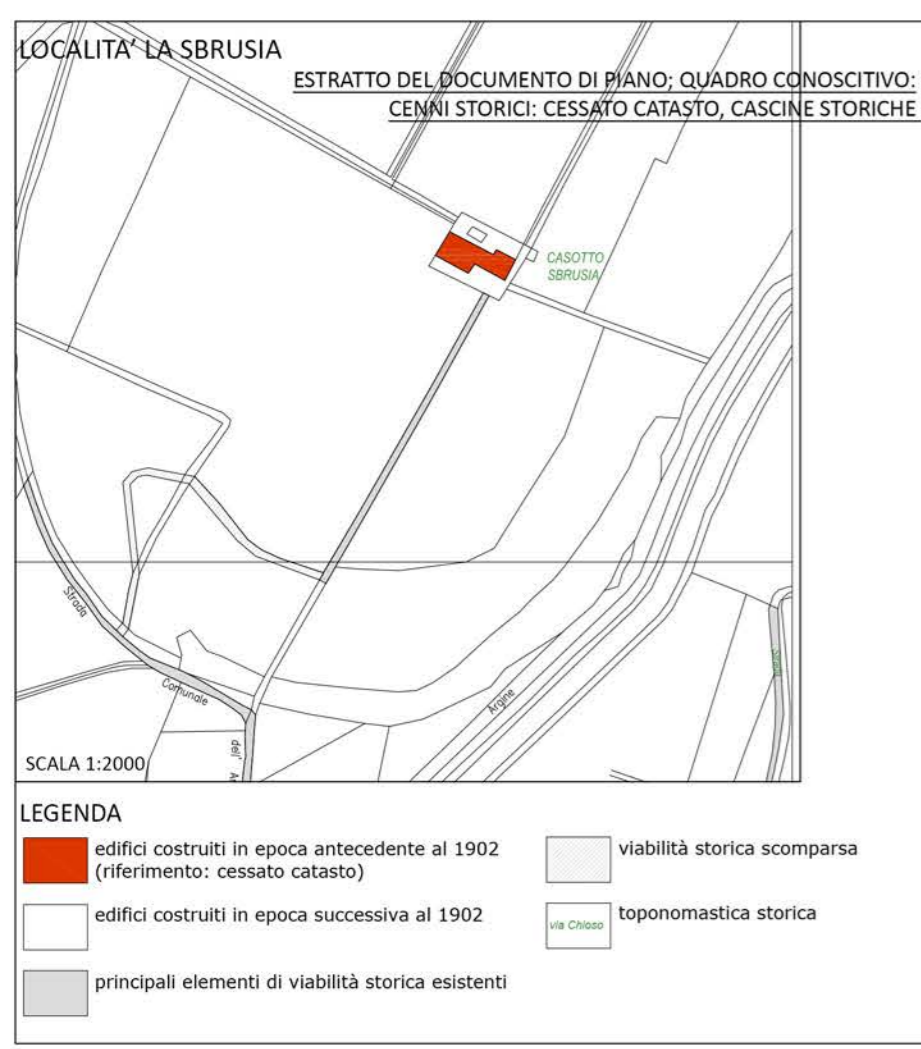 LOCALITA' LA SBRUSIA
ESTRATTO DEL DOCUMENTO DI PIANO; QUADRO CONOSCITIVO:
CENNI STORICI: CESSATO CATASTO, CASCINE STORICHE
CASOTTO
SBRUSIA
Strada
Comunale
dell'
Argine
SCALA 1:2000
LEGENDA
edifici costruiti in epoca antecedente al 1902
(riferimento: cessato catasto)
edifici costruiti in epoca successiva al 1902
principali elementi di viabilità storica esistenti
viabilità storica scomparsa
via Chioso
toponomastica storica